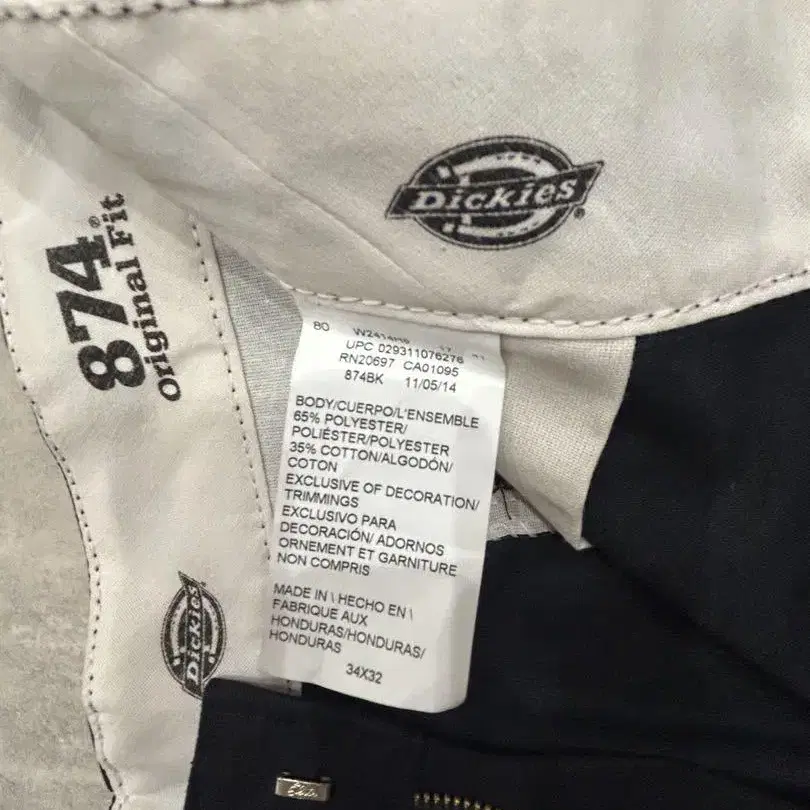 Dickies®
874®
Original Fit
80
UPC 029311076276
RN20697 CA01095
874BK 11/05/14
BODY/CUERPO/L'ENSEMBLE
65% POLYESTER/
POLIÉSTER/POLYESTER
35% COTTON/ALGODÓN/
COTON
EXCLUSIVE OF DECORATION/
TRIMMINGS
EXCLUSIVO PARA
DECORACIÓN/ ADORNOS
ORNEMENT ET GARNITURE
NON COMPRIS
MADE IN \ HECHO EN \
FABRIQUE AUX
HONDURAS/HONDURAS/
HONDURAS
34X32
Dickies